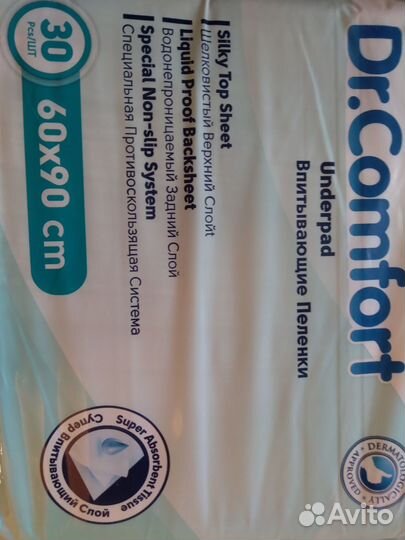 Dr.Comfort
Underpad
Впитывающие Пеленки
Silky Top Sheet
Шелковистый Верхний Слойt
Liquid Proof Backsheet
Водонепроницаемый Задний Слой
Special Non-slip System
Специальная Противоскользящая Система
30
Pcs/ШТ
60x90 cm
DERMATOLOGICALLY
APPROVED
Super Absorbent Tissue
Супер Впитывающий Слой
Avito